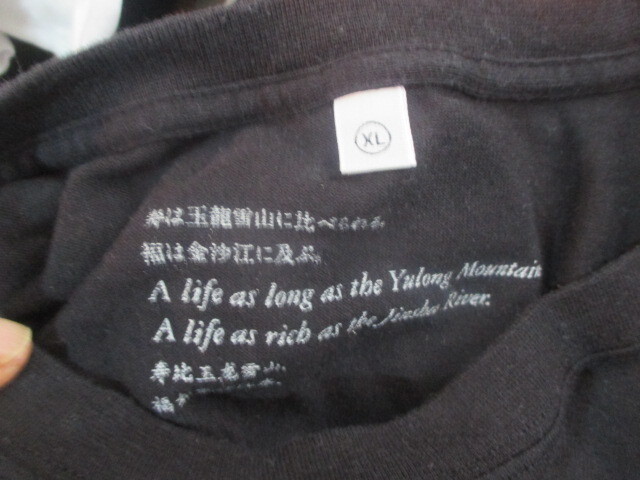 XL
寿は玉龍雪山に比べられる
福は金沙江に及ぶ。
A life as long as the Yulong Mountain
A life as rich as the Jinsha River.
寿比玉龙雪山,
福